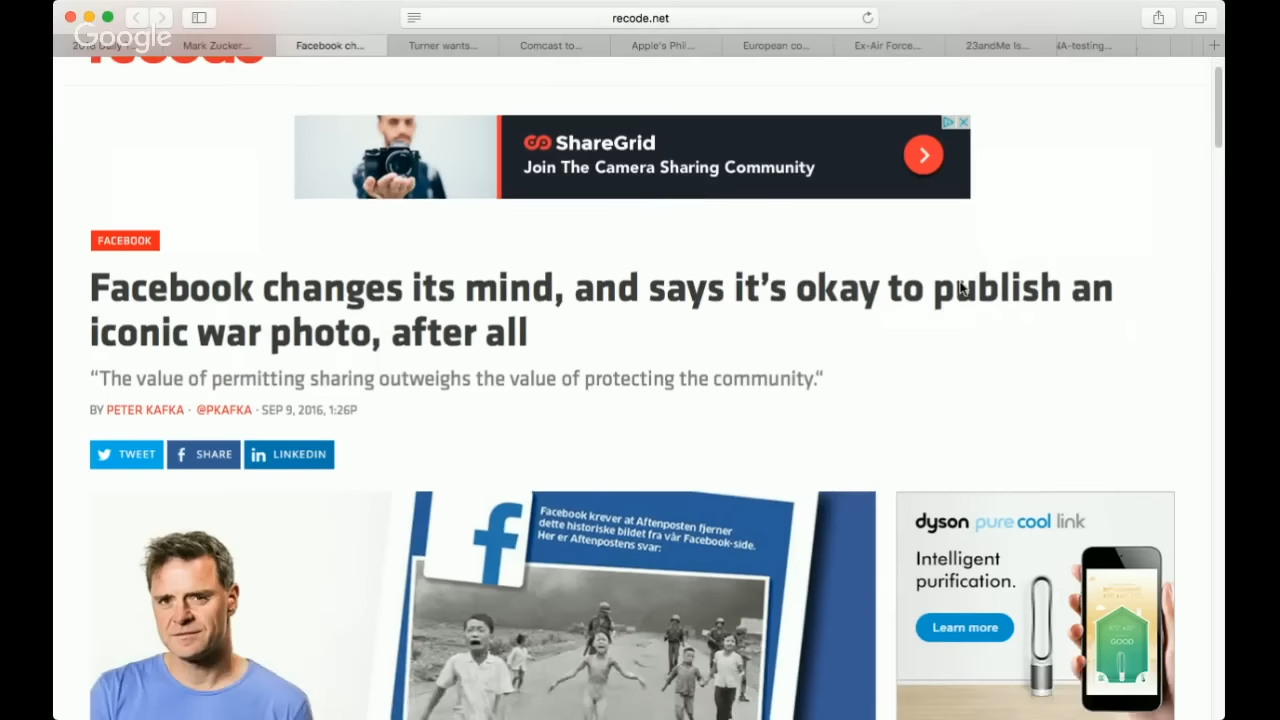 recode.net
Google
2016 Daily T...
Mark Zucker...
Facebook ch...
Turner wants...
Comcast to...
Apple's Phil...
European co...
Ex-Air Force...
23andMe Is...
recode
ShareGrid
Join The Camera Sharing Community
FACEBOOK
Facebook changes its mind, and says it's okay to publish an
iconic war photo, after all
“The value of permitting sharing outweighs the value of protecting the community.“
BY PETER KAFKA · @PKAFKA · SEP 9, 2016, 1:26P
TWEET
SHARE
LINKEDIN
Facebook krever at Aftenposten fjerner
dette historiske bildet fra vår Facebook-side.
Her er Aftenpostens svar:
dyson pure cool link
Intelligent
purification.
Learn more
GOOD